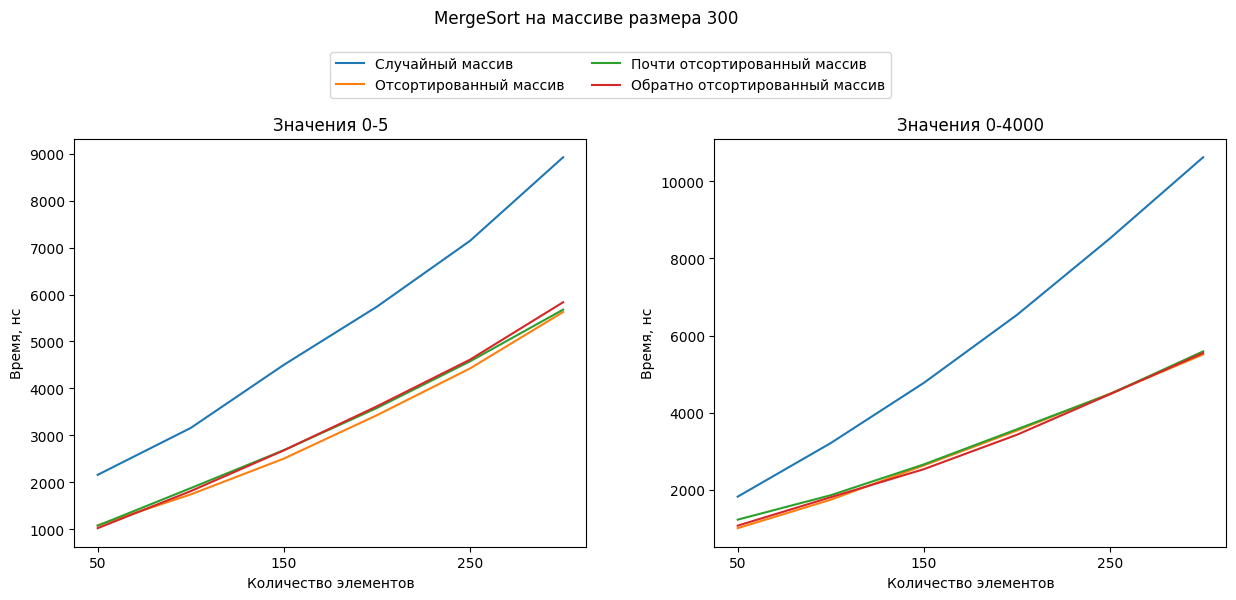 MergeSort на массиве размера 300
Случайный массив
Отсортированный массив
Почти отсортированный массив
Обратно отсортированный массив
Значения 0-5
9000
8000
7000
6000
5000
4000
3000
2000
1000
Время, нс
50
150
250
Количество элементов
Значения 0-4000
10000
8000
6000
4000
2000
Время, нс
50
150
250
Количество элементов